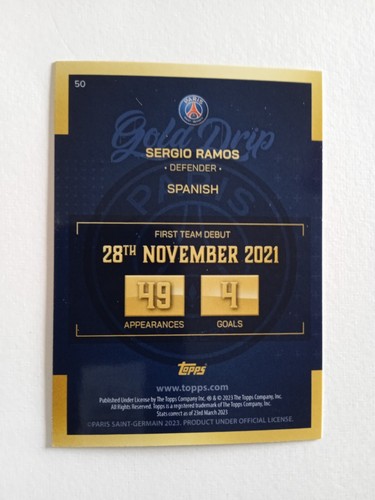 50
PARIS
Gold Drip
SERGIO RAMOS
• DEFENDER •
SPANISH
FIRST TEAM DEBUT
28TH NOVEMBER 2021
49 4
APPEARANCES GOALS
topps
www.topps.com
Published Under License by The Topps Company Inc. ® & © 2023 The Topps Company, Inc.
All Rights Reserved. Topps is a registered trademark of The Topps Company, Inc.
Stats correct as of 23rd March 2023
©PARIS SAINT-GERMAIN 2023. PRODUCT UNDER OFFICIAL LICENSE.